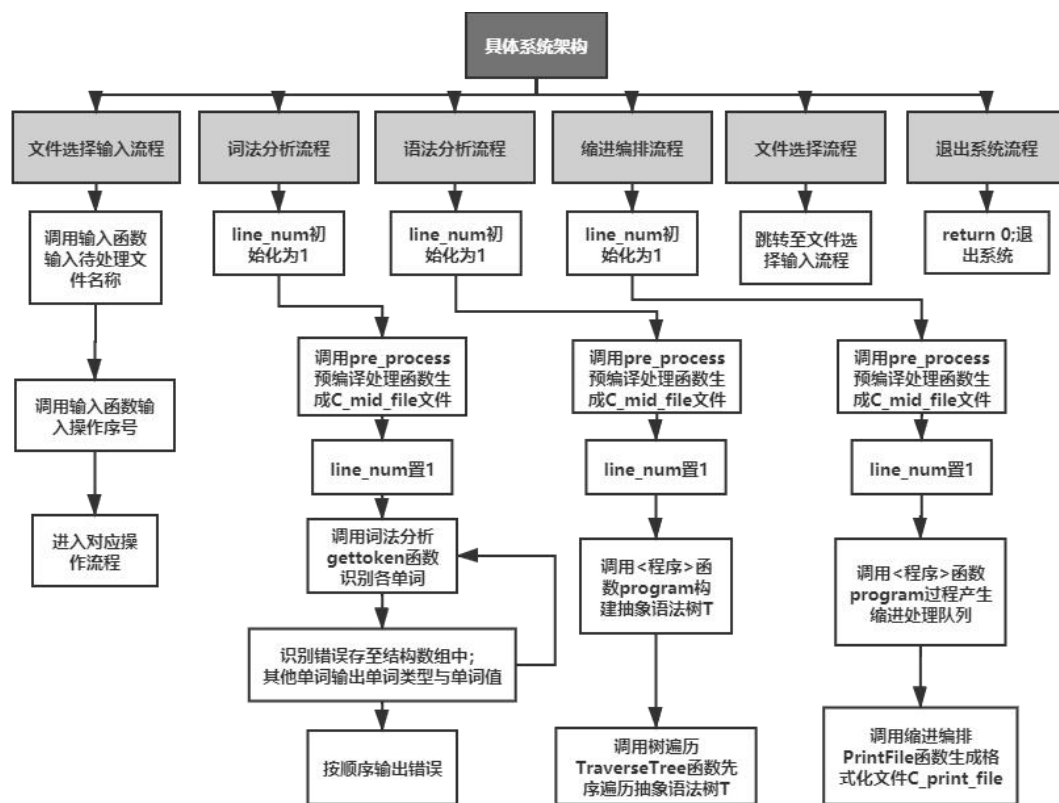 具体系统架构
文件选择输入流程
词法分析流程
语法分析流程
缩进编排流程
文件选择流程
退出系统流程
调用输入函数
输入待处理文
件名称
line_num初
始化为1
line_num初
始化为1
line_num初
始化为1
跳转至文件选
择输入流程
return 0;退
出系统
调用pre_process
预编译处理函数生
成C_mid_file文件
调用pre_process
预编译处理函数生
成C_mid_file文件
调用pre_process
预编译处理函数生
成C_mid_file文件
调用输入函数输
入操作序号
line_num置1
line_num置1
line_num置1
进入对应操
作流程
调用词法分析
gettoken函数
识别各单词
调用<程序>函
数program构
建抽象语法树T
调用<程序>函数
program过程产生
缩进处理队列
识别错误存至结构数组中;
其他单词输出单词类型与单词值
按顺序输出错误
调用树遍历
TraverseTree函数先
序遍历抽象语法树T
调用缩进编排
PrintFile函数生成格
式化文件C_print_file